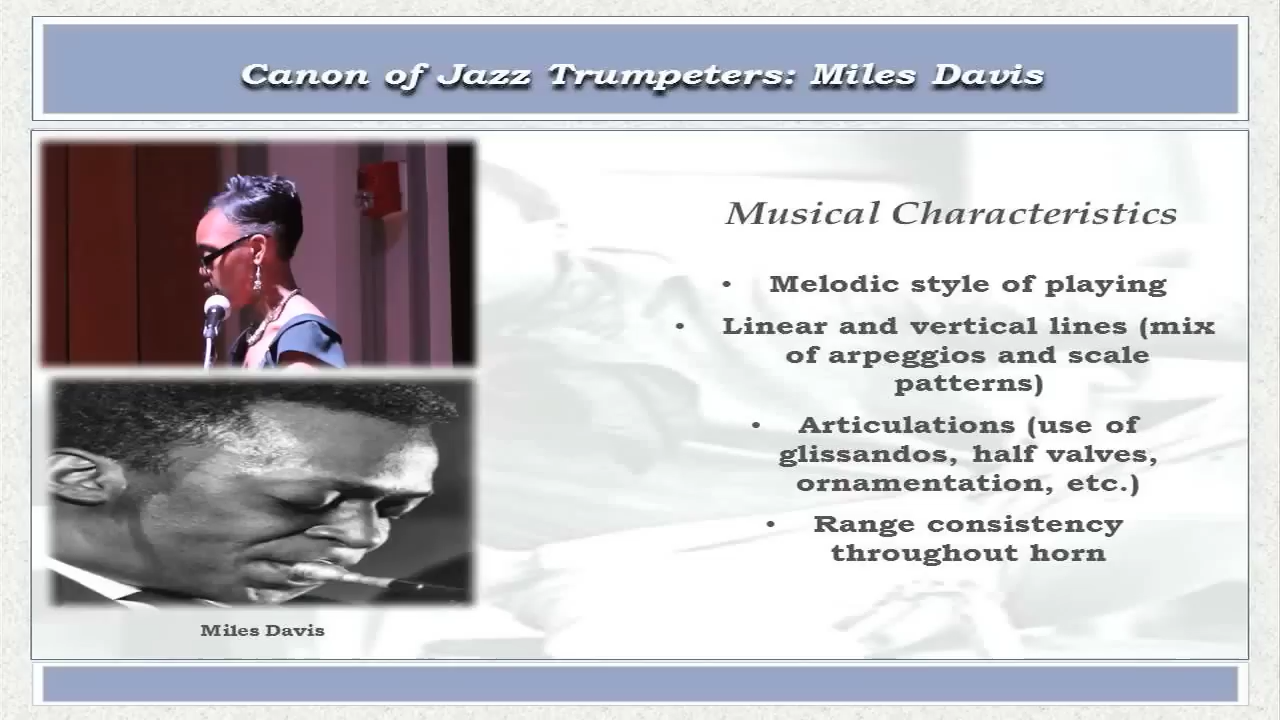 Canon of Jazz Trumpeters: Miles Davis
Musical Characteristics
• Melodic style of playing
• Linear and vertical lines (mix
of arpeggios and scale
patterns)
• Articulations (use of
glissandos, half valves,
ornamentation, etc.)
• Range consistency
throughout horn
Miles Davis